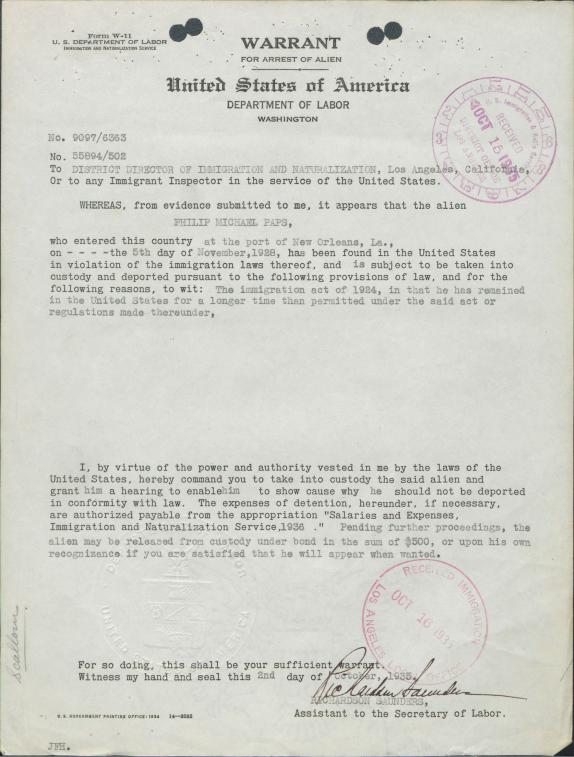 Form W-11
U. S. DEPARTMENT OF LABOR
IMMIGRATION AND NATURALIZATION SERVICE
WARRANT
FOR ARREST OF ALIEN
United States of America
DEPARTMENT OF LABOR
WASHINGTON
No. 9097/6363
No. 55894/502
To DISTRICT DIRECTOR OF IMMIGRATION AND NATURALIZATION, Los Angeles, California,
Or to any Immigrant Inspector in the service of the United States.
RECEIVED
OCT 16 1935
WHEREAS, from evidence submitted to me, it appears that the alien
PHILIP MICHAEL PAPS,
who entered this country at the port of New Orleans, La.,
on - - - -the 5th day of November,1928, has been found in the United States
in violation of the immigration laws thereof, and is subject to be taken into
custody and deported pursuant to the following provisions of law, and for the
following reasons, to wit: The immigration act of 1924, in that he has remained
in the United States for a longer time than permitted under the said act or
regulations made thereunder,
I, by virtue of the power and authority vested in me by the laws of the
United States, hereby command you to take into custody the said alien and
grant him a hearing to enable him to show cause why he should not be deported
in conformity with law. The expenses of detention, hereunder, if necessary,
are authorized payable from the appropriation "Salaries and Expenses,
Immigration and Naturalization Service,1936 ." Pending further proceedings, the
alien may be released from custody under bond in the sum of $500, or upon his own
recognizance if you are satisfied that he will appear when wanted.
RECEIVED IMMIGRATION
LOS ANGELES
OCT 16 193
For so doing, this shall be your sufficient warrant.
Witness my hand and seal this 2nd day of October,1935.
Richardson Saunders
RICHARDSON SAUNDERS,
Assistant to the Secretary of Labor.
U. S. GOVERNMENT PRINTING OFFICE: 1934
JFH.